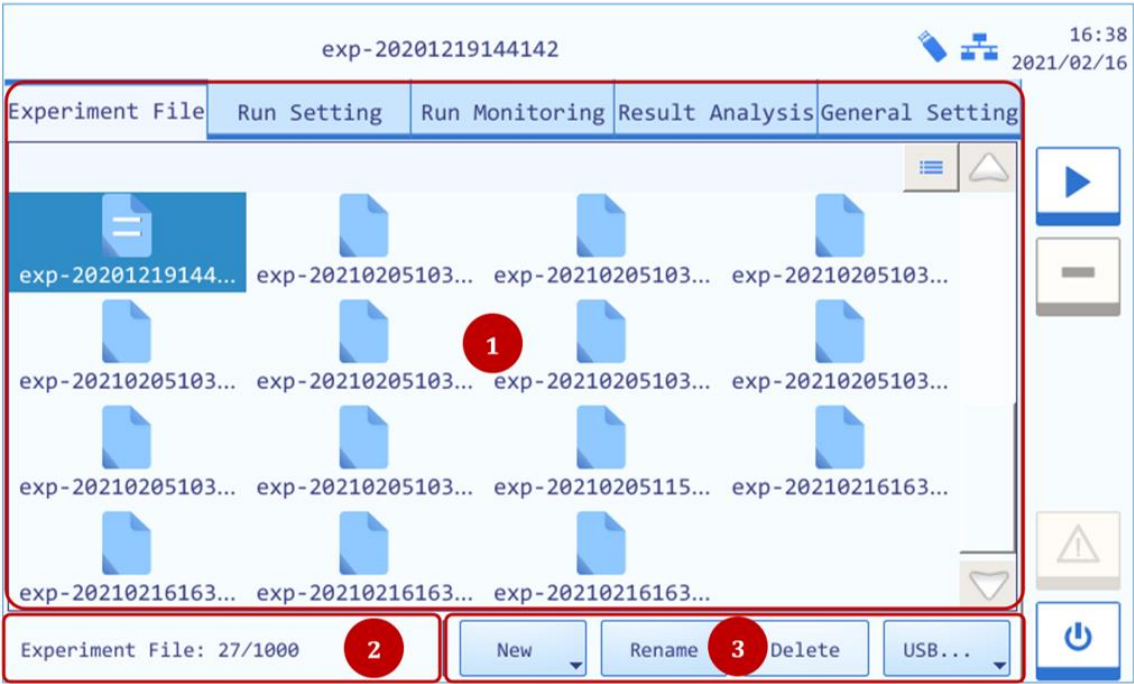 exp-20201219144142
16:38
2021/02/16
Experiment File Run Setting Run Monitoring Result Analysis General Setting
exp-20201219144... exp-20210205103... exp-20210205103... exp-20210205103...
1
exp-20210205103... exp-20210205103... exp-20210205103... exp-20210205103...
exp-20210205103... exp-20210205103... exp-20210205115... exp-20210216163...
exp-20210216163... exp-20210216163... exp-20210216163...
Experiment File: 27/1000 2 New Rename 3 Delete USB...